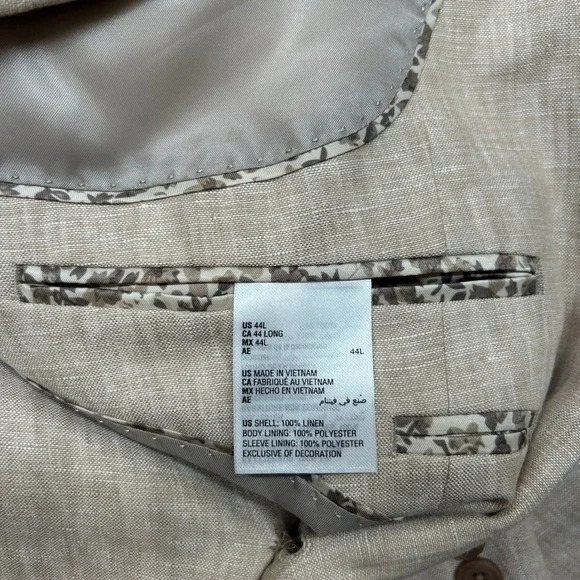 US 44L
CA 44 LONG
MX 44L
AE 44L
US MADE IN VIETNAM
CA FABRIQUÉ AU VIETNAM
MX HECHO EN VIETNAM
AE صُنع في فيتنام
US SHELL: 100% LINEN
BODY LINING: 100% POLYESTER
SLEEVE LINING: 100% POLYESTER
EXCLUSIVE OF DECORATION